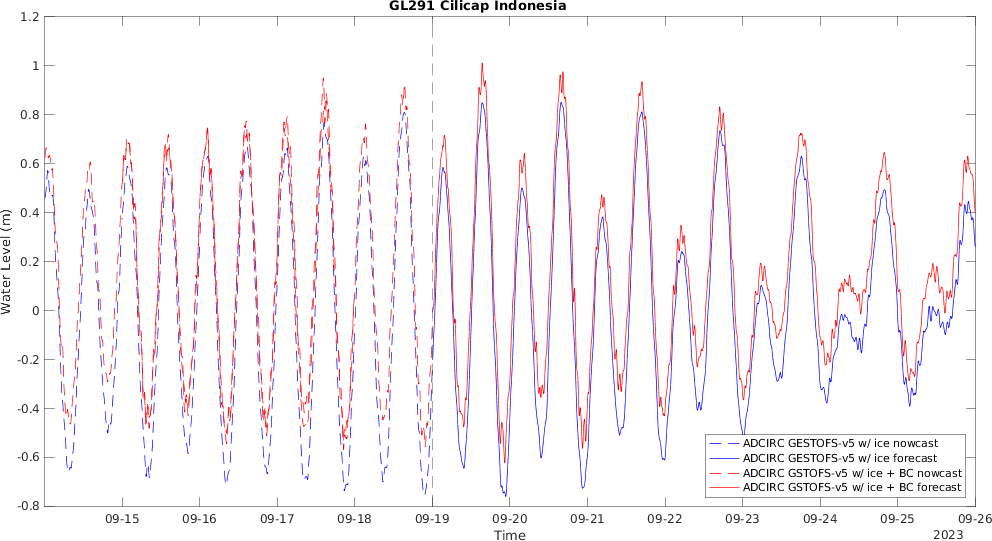 GL291 Cilicap Indonesia
1.2
1
0.8
0.6
0.4
0.2
0
-0.2
-0.4
-0.6
-0.8
Water Level (m)
09-15 09-16 09-17 09-18 09-19 09-20 09-21 09-22 09-23 09-24 09-25 09-26
Time
2023
ADCIRC GESTOFS-v5 w/ ice nowcast
ADCIRC GESTOFS-v5 w/ ice forecast
ADCIRC GSTOFS-v5 w/ ice + BC nowcast
ADCIRC GSTOFS-v5 w/ ice + BC forecast